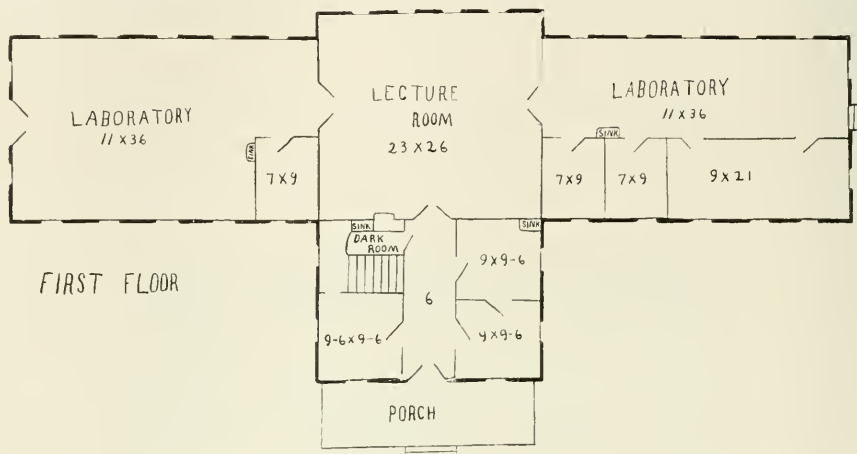 LABORATORY
11 X 36
SINK
7 X 9
LECTURE
ROOM
23 X 26
LABORATORY
11 X 36
SINK
7 X 9
7 X 9
9 X 21
SINK
DARK
ROOM
SINK
9 X 9-6
6
9-6 X 9-6
9 X 9-6
FIRST FLOOR
PORCH